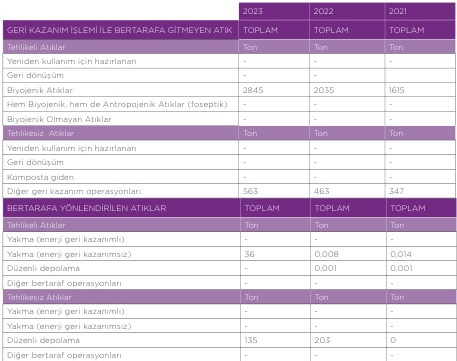 2023 2022 2021
GERİ KAZANIM İŞLEMİ İLE BERTARAFA GİTMEYEN ATIK TOPLAM TOPLAM TOPLAM
Tehlikeli Atıklar Ton Ton Ton
Yeniden kullanım için hazırlanan - - -
Geri dönüşüm - -
Biyojenik Atıklar 2845 2035 1615
Hem Biyojenik, hem de Antropojenik Atıklar (foseptik) - - -
Biyojenik Olmayan Atıklar - - -
Tehlikesiz Atıklar Ton Ton Ton
Yeniden kullanım için hazırlanan - - -
Geri dönüşüm - - -
Komposta giden - - -
Diğer geri kazanım operasyonları 563 463 347
BERTARAFA YÖNLENDİRİLEN ATIKLAR TOPLAM TOPLAM TOPLAM
Tehlikeli Atıklar Ton Ton Ton
Yakma (enerji geri kazanımlı) - - -
Yakma (enerji geri kazanımsız) 36 0,008 0,014
Düzenli depolama - 0,001 0,001
Diğer bertaraf operasyonları - - -
Tehlikesiz Atıklar Ton Ton Ton
Yakma (enerji geri kazanımlı) - - -
Yakma (enerji geri kazanımsız) - - -
Düzenli depolama 135 203 0
Diğer bertaraf operasyonları - - -